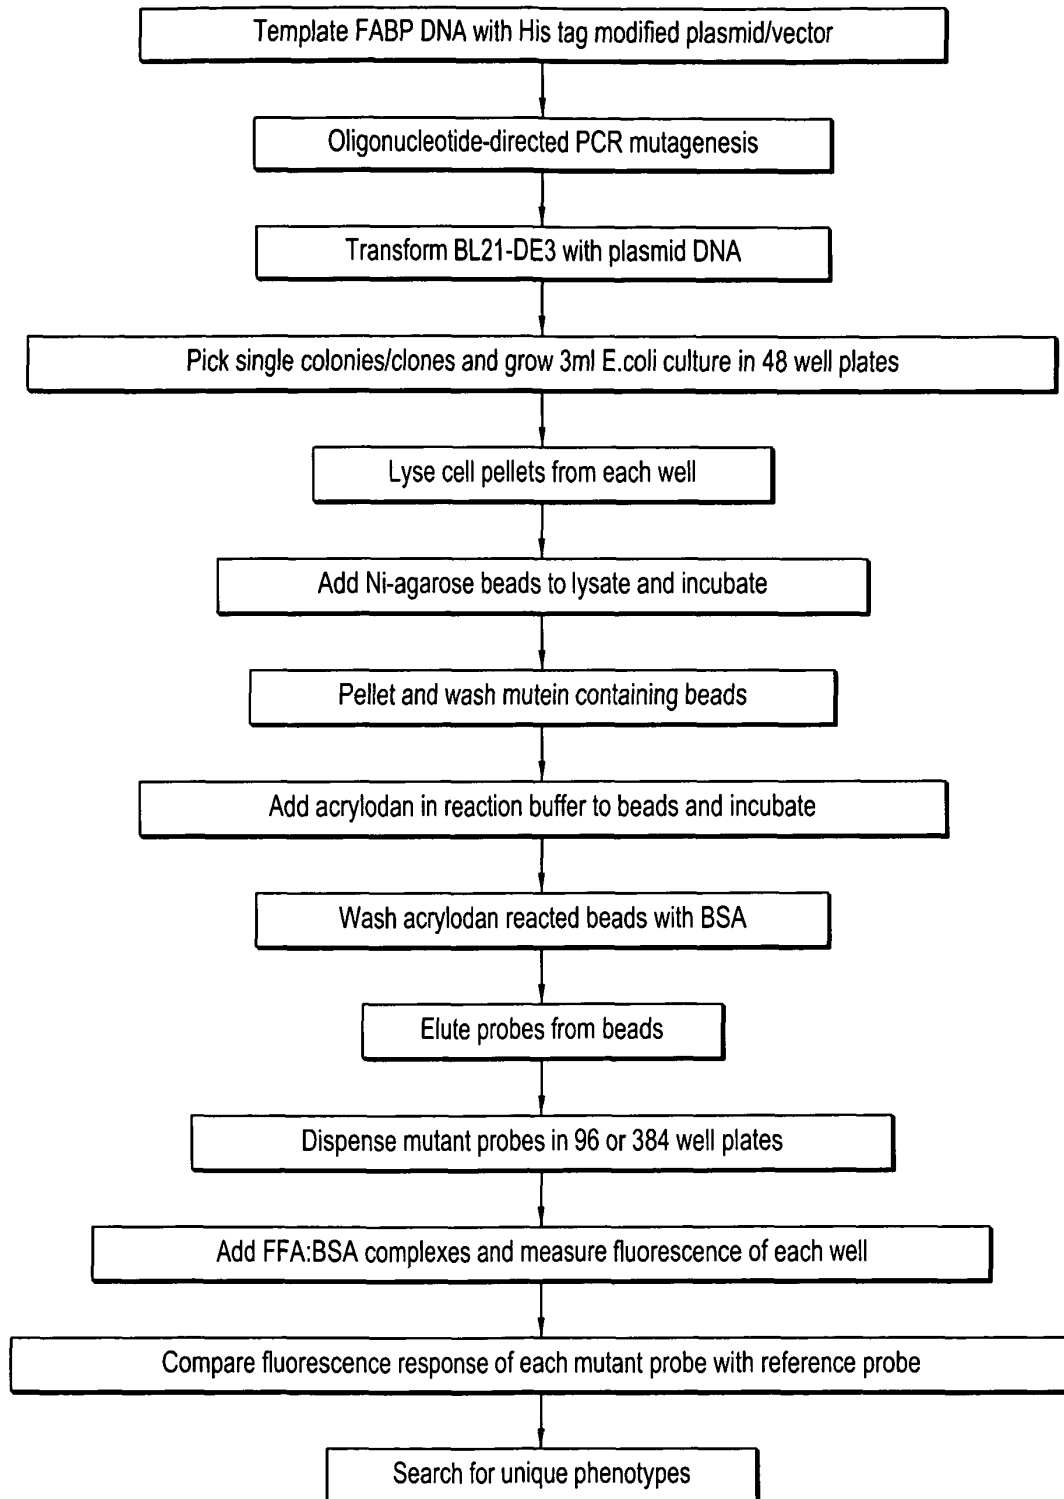 Template FABP DNA with His tag modified plasmid/vector
Oligonucleotide-directed PCR mutagenesis
Transform BL21-DE3 with plasmid DNA
Pick single colonies/clones and grow 3ml E.coli culture in 48 well plates
Lyse cell pellets from each well
Add Ni-agarose beads to lysate and incubate
Pellet and wash mutein containing beads
Add acrylodan in reaction buffer to beads and incubate
Wash acrylodan reacted beads with BSA
Elute probes from beads
Dispense mutant probes in 96 or 384 well plates
Add FFA:BSA complexes and measure fluorescence of each well
Compare fluorescence response of each mutant probe with reference probe
Search for unique phenotypes